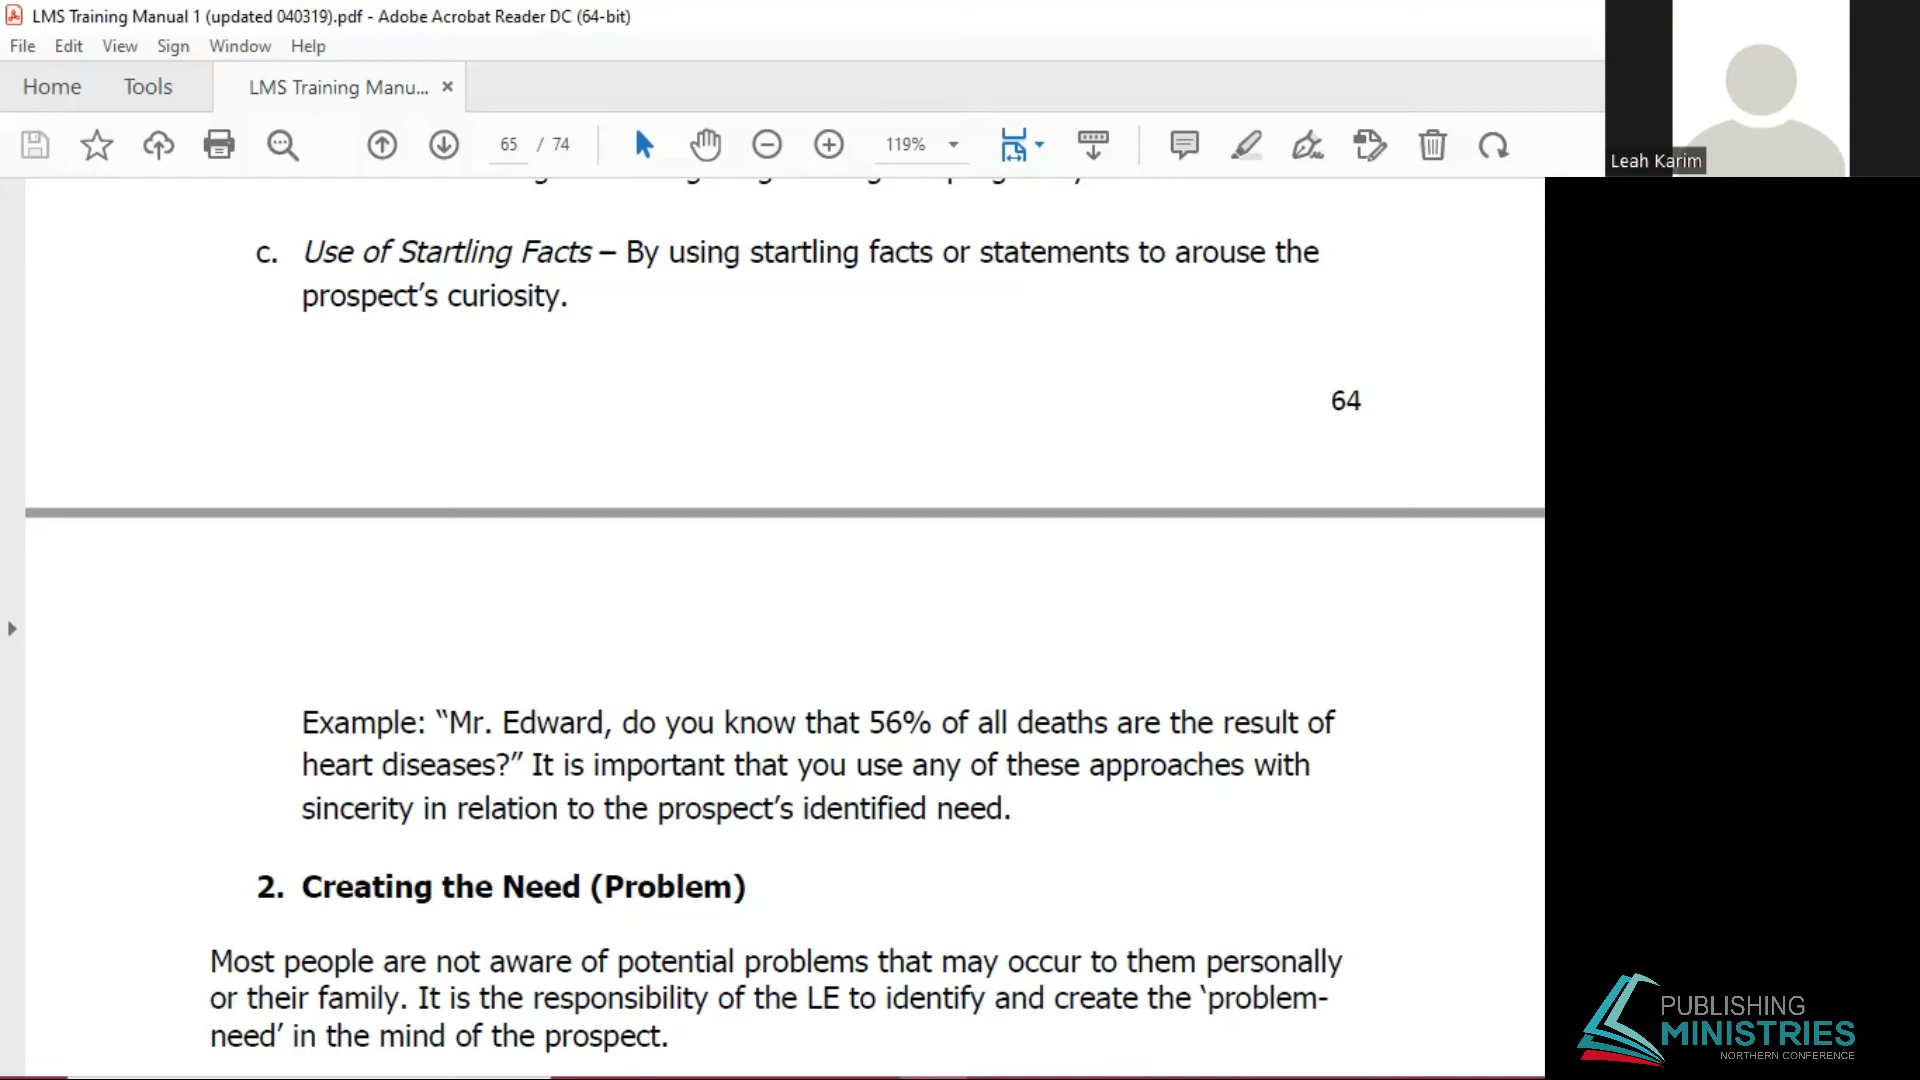 LMS Training Manual 1 (updated 040319).pdf - Adobe Acrobat Reader DC (64-bit)
File Edit View Sign Window Help
Home Tools LMS Training Manu... ×
65 / 74 119%
Leah Karim
c. Use of Startling Facts – By using startling facts or statements to arouse the
prospect’s curiosity.
64
Example: “Mr. Edward, do you know that 56% of all deaths are the result of
heart diseases?” It is important that you use any of these approaches with
sincerity in relation to the prospect’s identified need.
2. Creating the Need (Problem)
Most people are not aware of potential problems that may occur to them personally
or their family. It is the responsibility of the LE to identify and create the ‘problem-
need’ in the mind of the prospect.
PUBLISHING
MINISTRIES
NORTHERN CONFERENCE